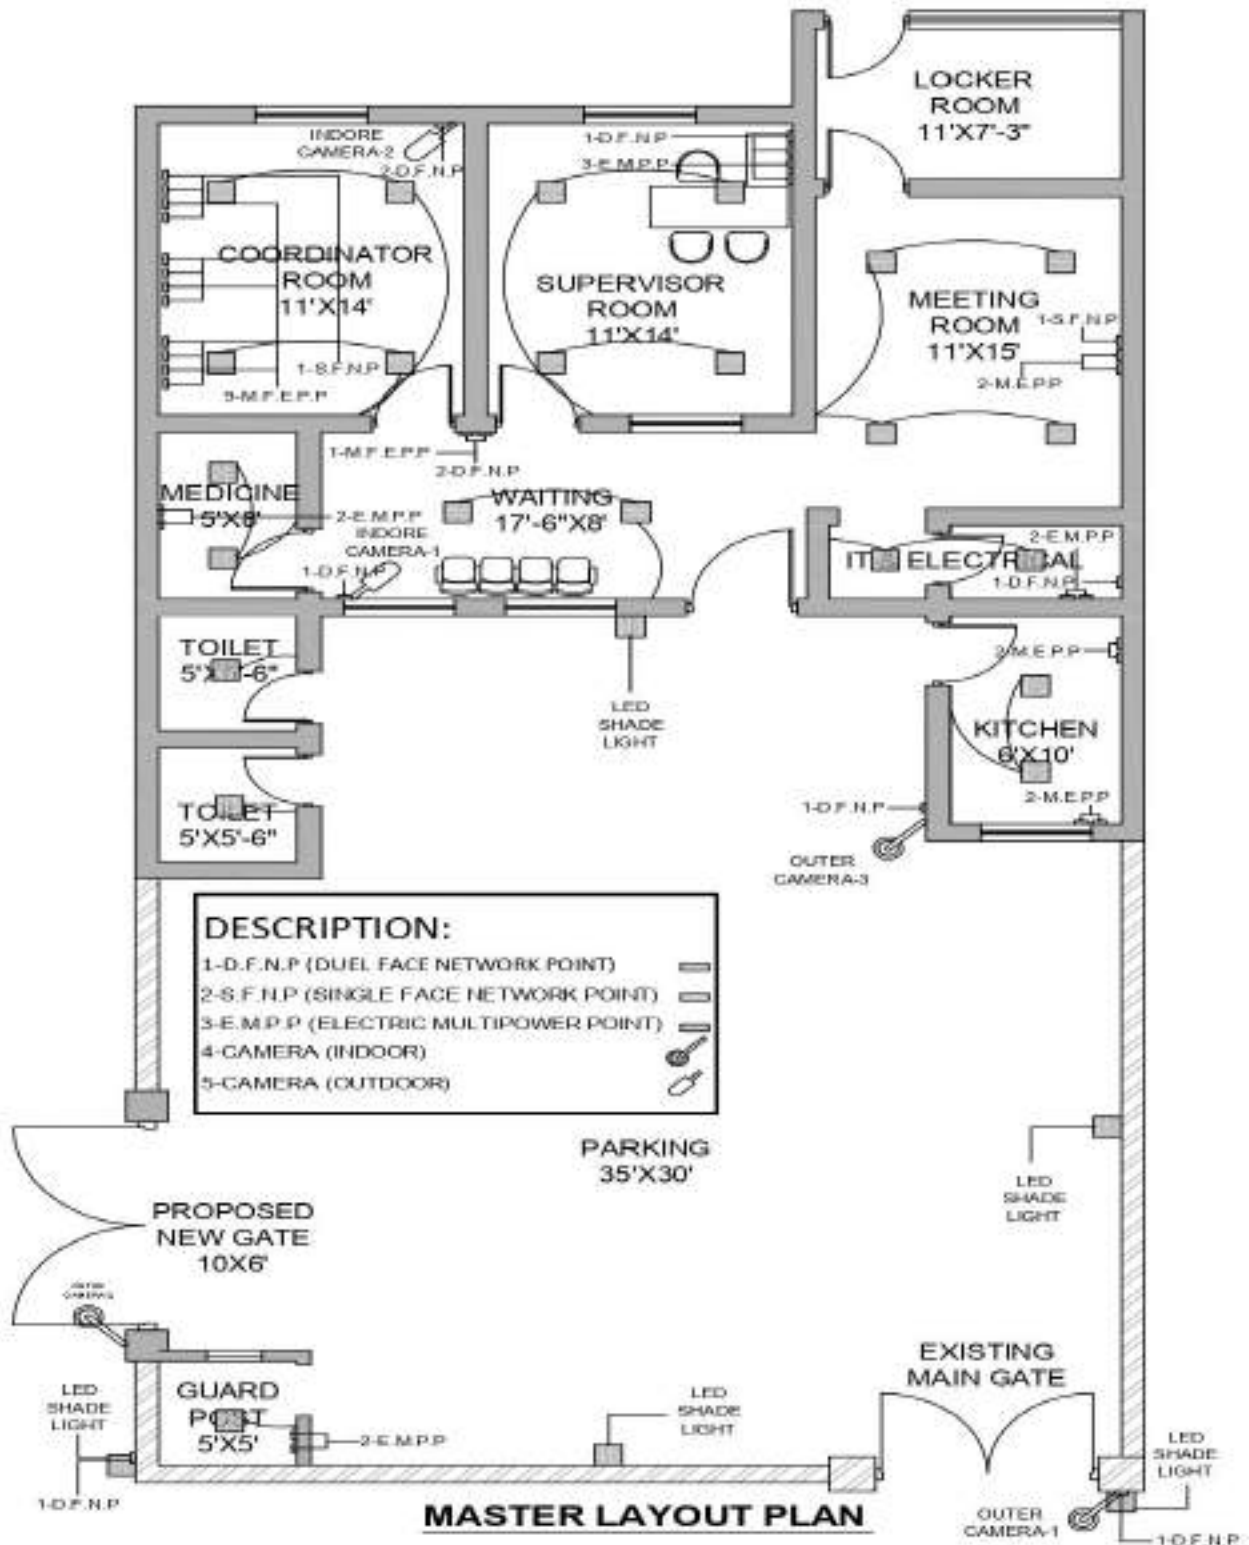 LOCKER
ROOM
11'X7'-3"
INDORE
CAMERA-2
2-D.F.N.P
1-D.F.N.P
3-E.M.P.P
COORDINATOR
ROOM
11'X14'
SUPERVISOR
ROOM
11'X14'
MEETING
ROOM
11'X15'
1-S.F.N.P
2-M.E.P.P
1-S.F.N.P
9-M.F.E.P.P
1-M.F.E.P.P
2-D.F.N.P
MEDICINE
5'X8'
2-E.M.P.P
INDORE
CAMERA-1
1-D.F.N.P
WAITING
17'-6"X8'
2-E.M.P.P
ELECTRICAL
1-D.F.N.P
TOILET
LED
SHADE
LIGHT
2-M.E.P.P
KITCHEN
6'X10'
2-M.E.P.P
TOILET
5'X5'-6"
1-D.F.N.P
OUTER
CAMERA-3
DESCRIPTION:
1-D.F.N.P (DUEL FACE NETWORK POINT)
2-S.F.N.P (SINGLE FACE NETWORK POINT)
3-E.M.P.P (ELECTRIC MULTIPOWER POINT)
4-CAMERA (INDOOR)
5-CAMERA (OUTDOOR)
PARKING
35'X30'
LED
SHADE
LIGHT
PROPOSED
NEW GATE
10X6'
EXISTING
MAIN GATE
LED
SHADE
LIGHT
GUARD
POST
5'X5'
2-E.M.P.P
LED
SHADE
LIGHT
LED
SHADE
LIGHT
1-D.F.N.P
MASTER LAYOUT PLAN
OUTER
CAMERA-1
1-D.F.N.P